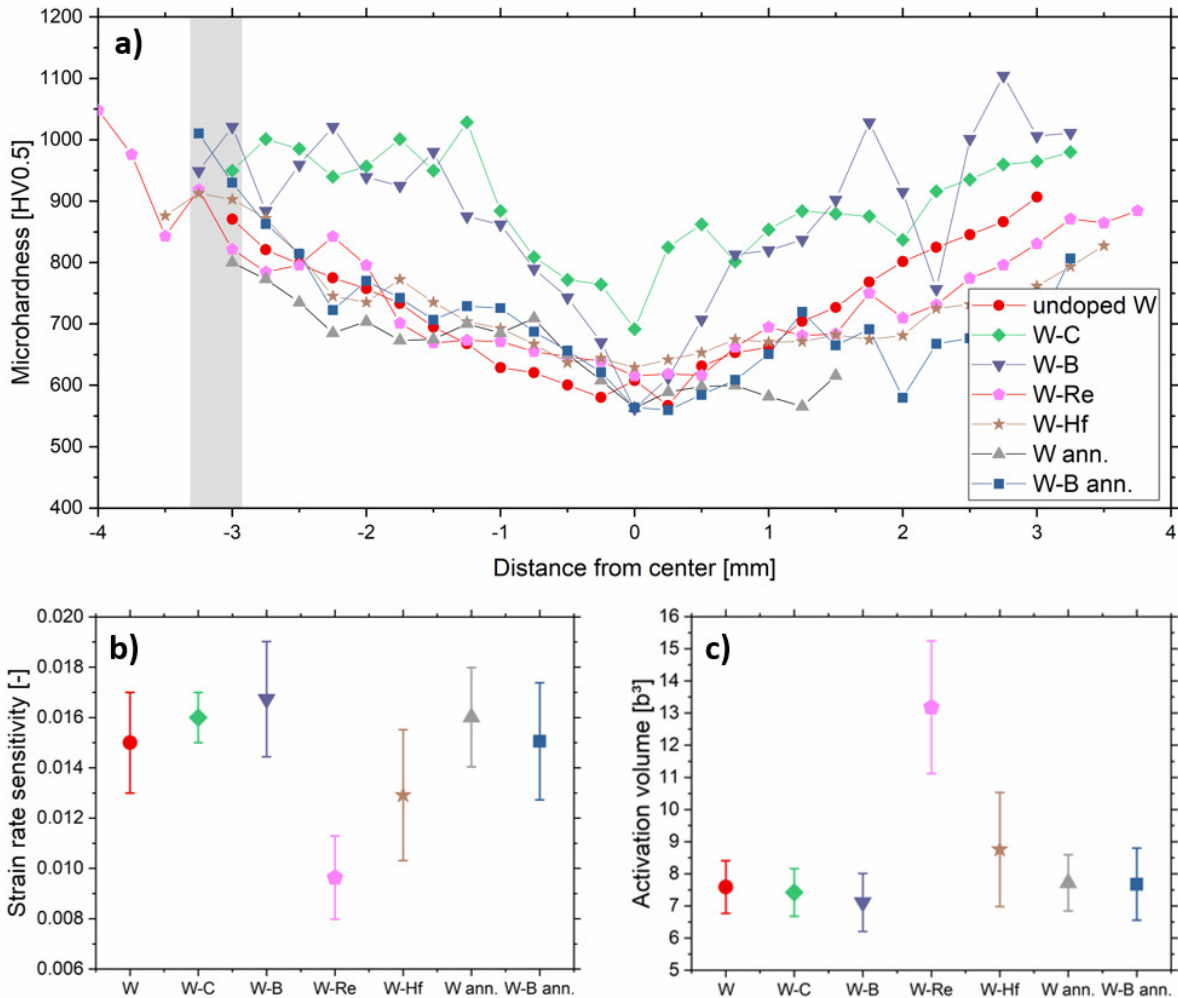 a)
Microhardness [HV0.5]
1200
1100
1000
900
800
700
600
500
400
-4 -3 -2 -1 0 1 2 3 4
Distance from center [mm]
undoped W
W-C
W-B
W-Re
W-Hf
W ann.
W-B ann.
b)
Strain rate sensitivity [-]
0.020
0.018
0.016
0.014
0.012
0.010
0.008
0.006
W W-C W-B W-Re W-Hf W ann. W-B ann.
c)
Activation volume [b³]
16
15
14
13
12
11
10
9
8
7
6
5
W W-C W-B W-Re W-Hf W ann. W-B ann.